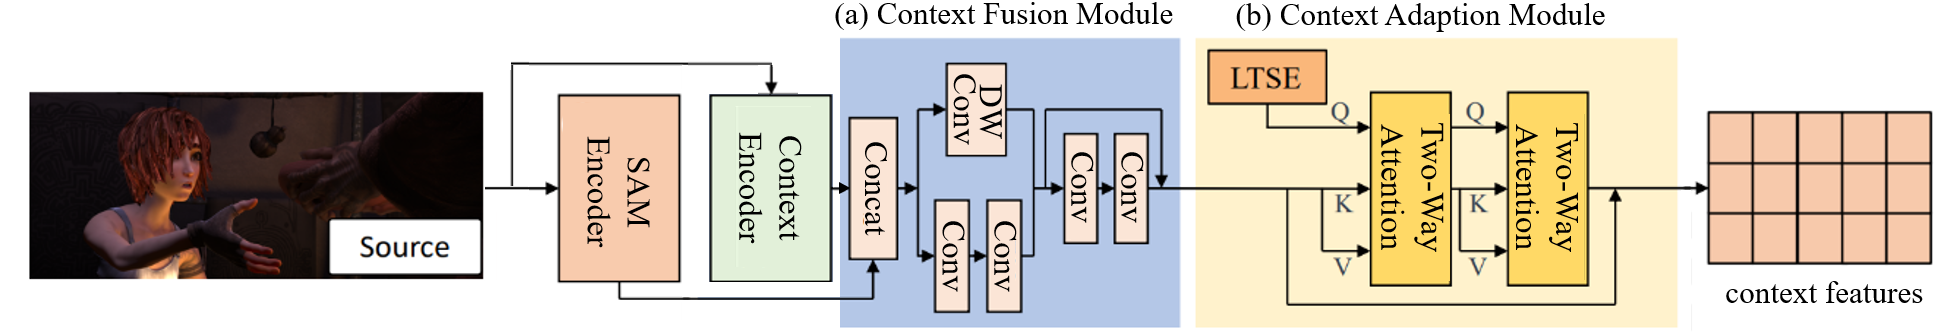 (a) Context Fusion Module
(b) Context Adaption Module
Source
SAM
Encoder
Context
Encoder
Concat
DW
Conv
Conv
Conv
Conv
Conv
LTSE
Q
K
V
Two-Way
Attention
Q
K
V
Two-Way
Attention
context features